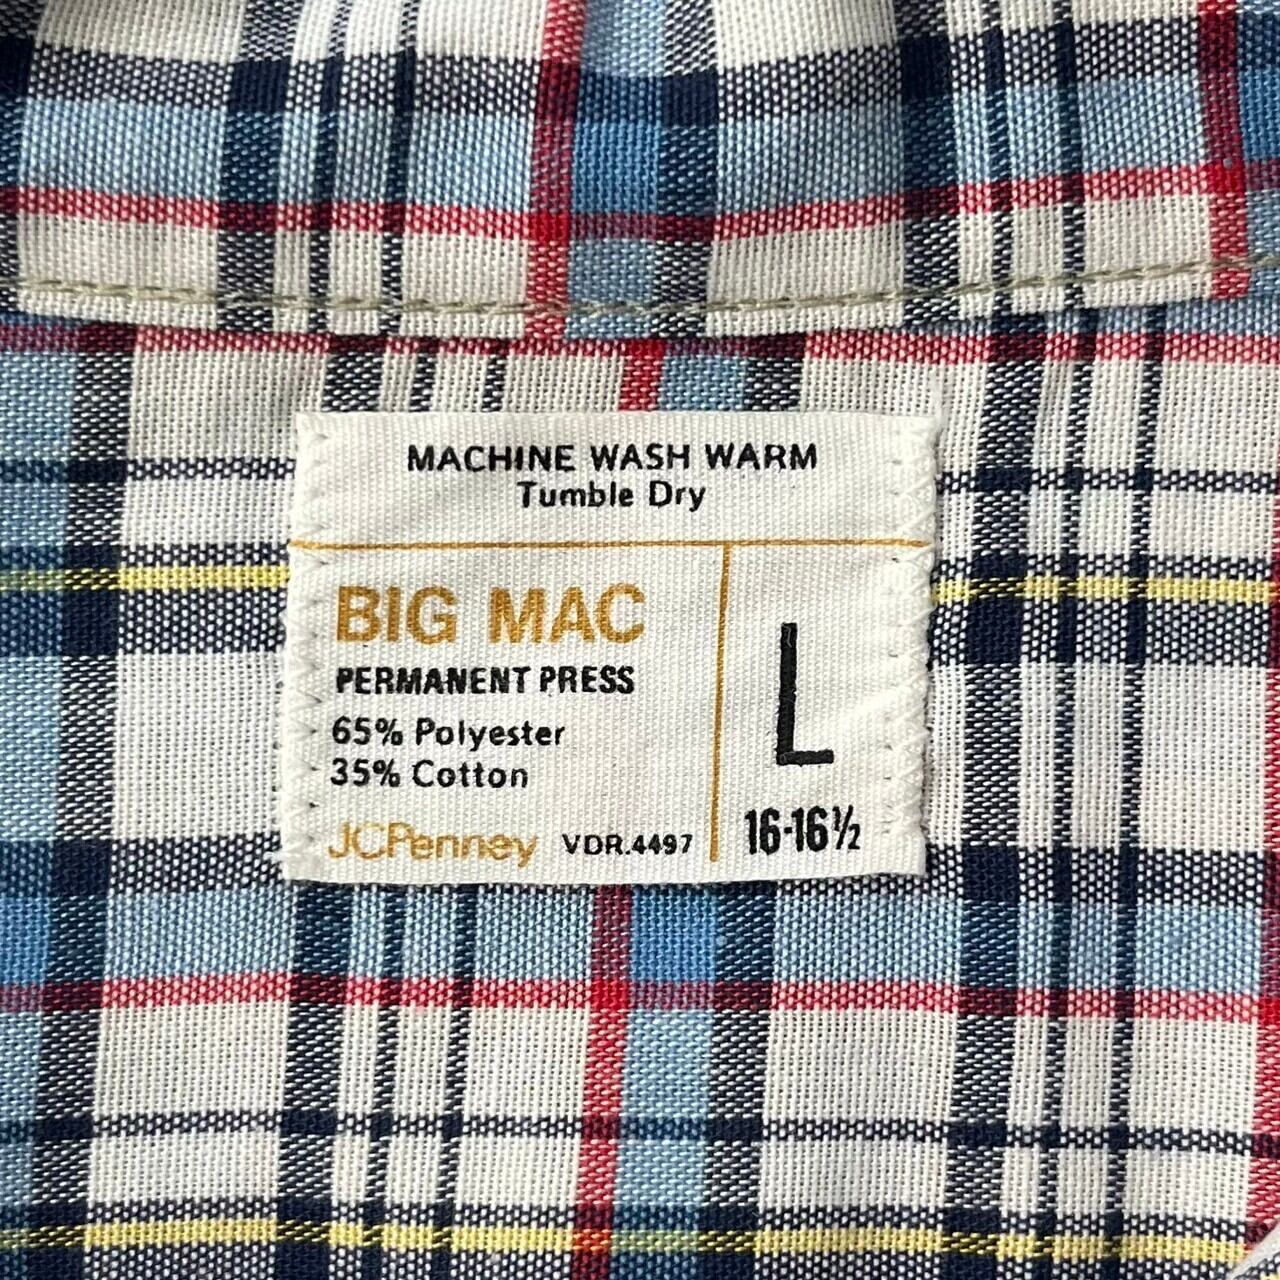 MACHINE WASH WARM
Tumble Dry
BIG MAC
PERMANENT PRESS
65% Polyester
35% Cotton
JCPenney VDR.4497
L
16-16½